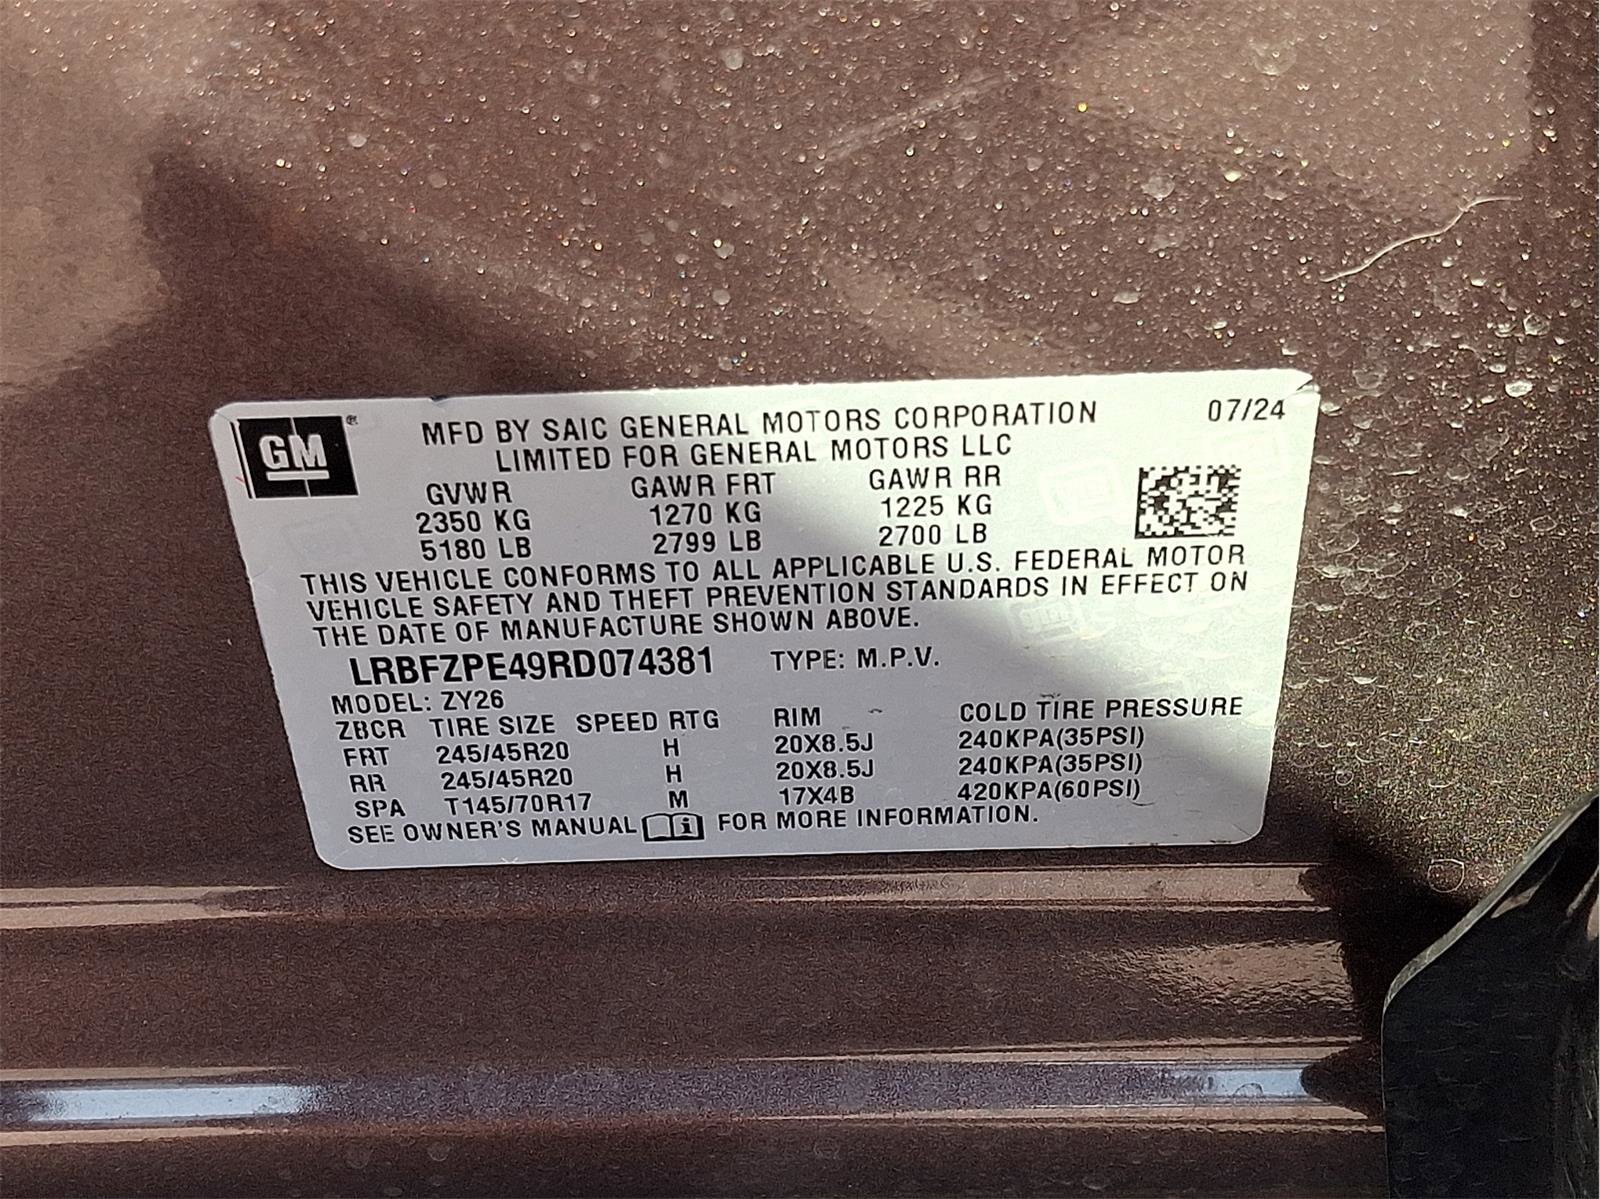 GM® MFD BY SAIC GENERAL MOTORS CORPORATION 07/24
LIMITED FOR GENERAL MOTORS LLC
GVWR GAWR FRT GAWR RR
2350 KG 1270 KG 1225 KG
5180 LB 2799 LB 2700 LB
THIS VEHICLE CONFORMS TO ALL APPLICABLE U.S. FEDERAL MOTOR
VEHICLE SAFETY AND THEFT PREVENTION STANDARDS IN EFFECT ON
THE DATE OF MANUFACTURE SHOWN ABOVE.
LRBFZPE49RD074381 TYPE: M.P.V.
MODEL: ZY26
ZBCR TIRE SIZE SPEED RTG RIM COLD TIRE PRESSURE
FRT 245/45R20 H 20X8.5J 240KPA(35PSI)
RR 245/45R20 H 20X8.5J 240KPA(35PSI)
SPA T145/70R17 M 17X4B 420KPA(60PSI)
SEE OWNER'S MANUAL i FOR MORE INFORMATION.